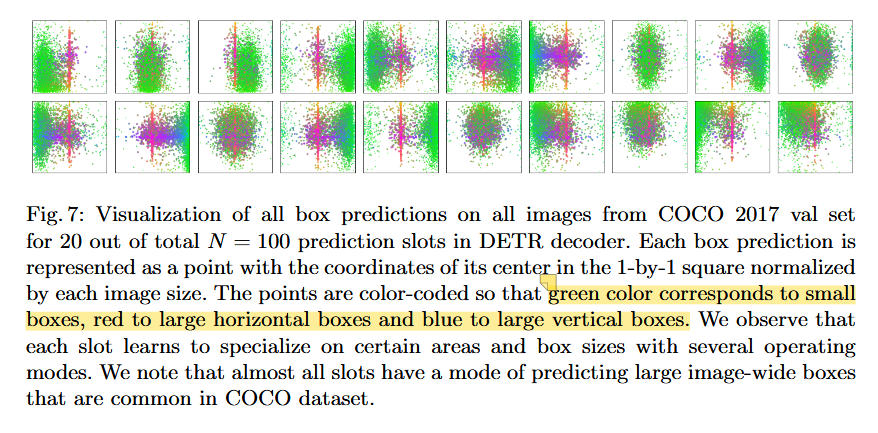 Fig. 7: Visualization of all box predictions on all images from COCO 2017 val set
for 20 out of total N = 100 prediction slots in DETR decoder. Each box prediction is
represented as a point with the coordinates of its center in the 1-by-1 square normalized
by each image size. The points are color-coded so that green color corresponds to small
boxes, red to large horizontal boxes and blue to large vertical boxes. We observe that
each slot learns to specialize on certain areas and box sizes with several operating
modes. We note that almost all slots have a mode of predicting large image-wide boxes
that are common in COCO dataset.